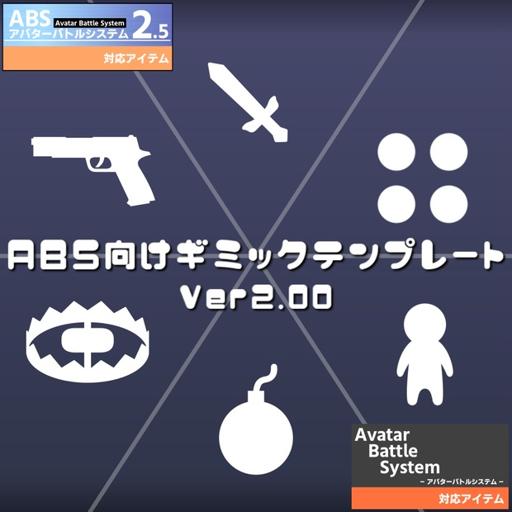 ABS Avatar Battle System 2.5
アバターバトルシステム
対応アイテム
ABS向けギミックテンプレート
Ver2.00
Avatar
Battle
System
－アバターバトルシステム－
対応アイテム